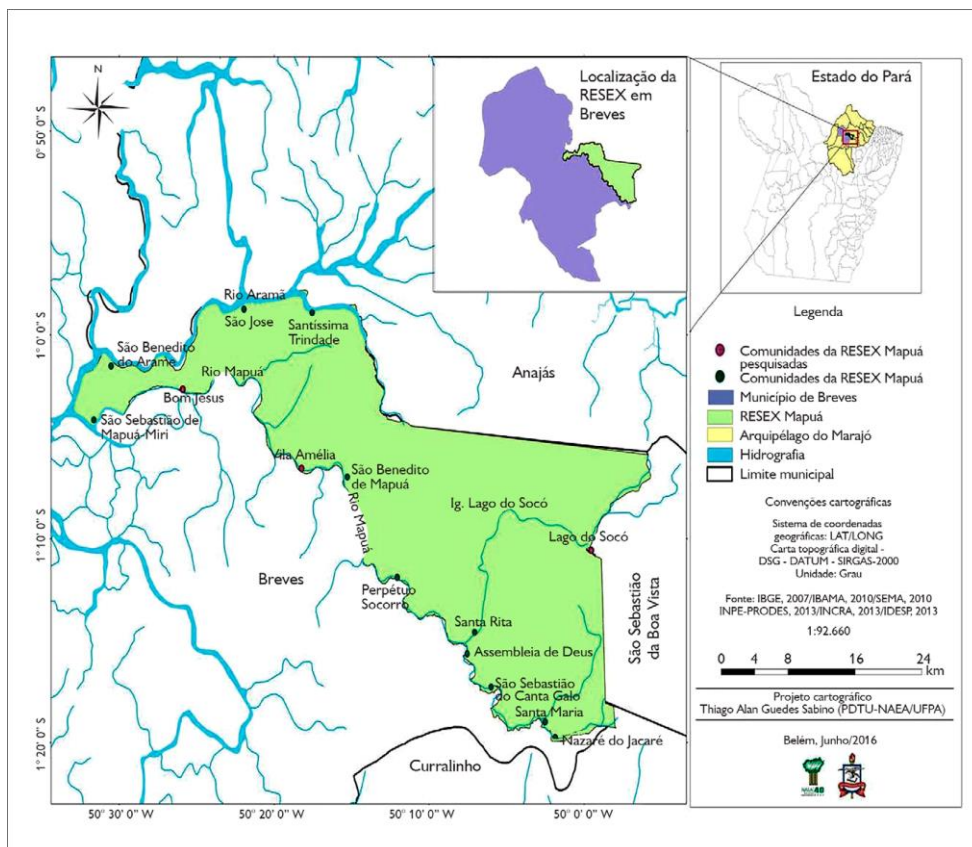 N
Localização da
RESEX em
Breves
Estado do Pará
0° 50' 0" S
1° 0' 0" S
1° 10' 0" S
1° 20' 0" S
Rio Aramã
São Jose
Santíssima
Trindade
São Benedito
do Arame
Rio Mapuá
Bom Jesus
São Sebastião de
Mapuá-Miri
Anajás
Vila Amélia
São Benedito
de Mapuá
Rio Mapuá
Ig. Lago do Socó
Lago do Socó
Breves
Perpétuo
Socorro
Santa Rita
Assembleia de Deus
São Sebastião
do Canta Galo
Santa Maria
Nazaré do Jacaré
São Sebastião
da Boa Vista
Curralinho
50° 30' 0" W
50° 20' 0" W
50° 10' 0" W
50° 0' 0" W
Legenda
Comunidades da RESEX Mapuá
pesquisadas
Comunidades da RESEX Mapuá
Município de Breves
RESEX Mapuá
Arquipélago do Marajó
Hidrografia
Limite municipal
Convenções cartográficas
Sistema de coordenadas
geográficas: LAT/LONG
Carta topográfica digital -
DSG - DATUM - SIRGAS-2000
Unidade: Grau
Fonte: IBGE, 2007/IBAMA, 2010/SEMA, 2010
INPE-PRODES, 2013/INCRA, 2013/IDESP, 2013
1:92.660
0 4 8 16 24
km
Projeto cartográfico
Thiago Alan Guedes Sabino (PDTU-NAEA/UFPA)
Belém, Junho/2016